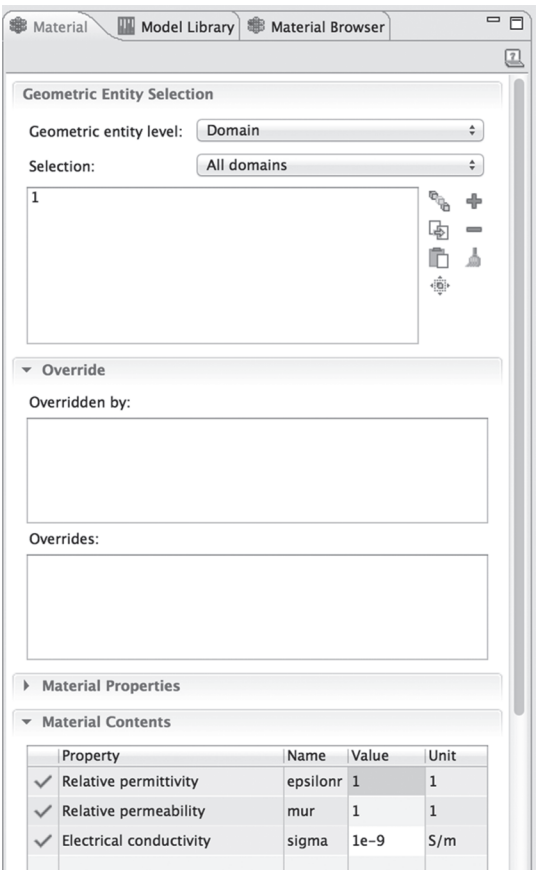 Material Model Library Material Browser
?
Geometric Entity Selection
Geometric entity level: Domain
Selection: All domains
1
Override
Overridden by:
Overrides:
Material Properties
Material Contents
Property Name Value Unit
Relative permittivity epsilonr 1 1
Relative permeability mur 1 1
Electrical conductivity sigma 1e-9 S/m